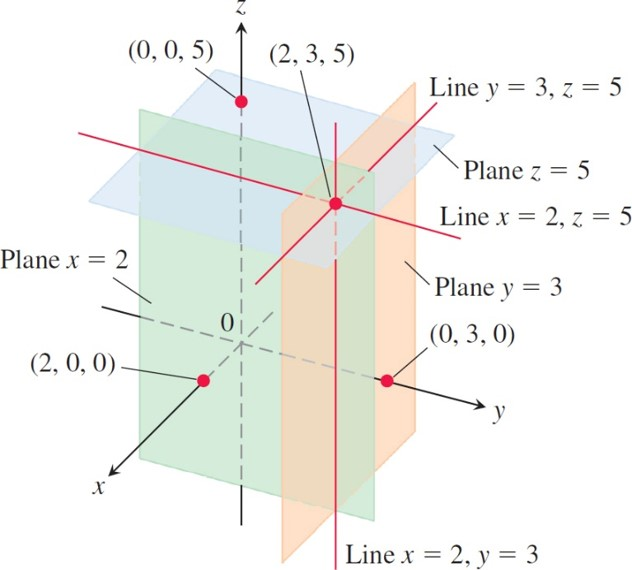 z
(0, 0, 5)
(2, 3, 5)
Line y = 3, z = 5
Plane z = 5
Line x = 2, z = 5
Plane x = 2
Plane y = 3
0
(0, 3, 0)
(2, 0, 0)
y
x
Line x = 2, y = 3